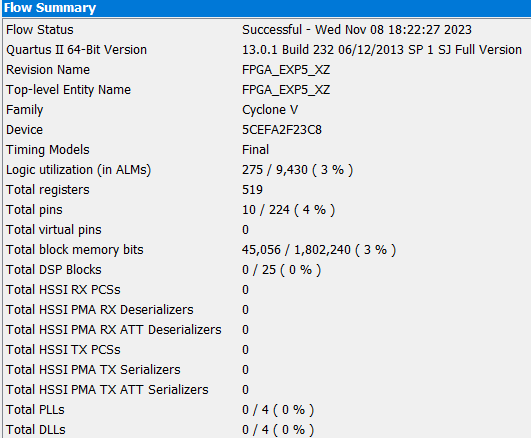 Flow Summary
Flow Status Successful - Wed Nov 08 18:22:27 2023
Quartus II 64-Bit Version 13.0.1 Build 232 06/12/2013 SP 1 SJ Full Version
Revision Name FPGA_EXP5_XZ
Top-level Entity Name FPGA_EXP5_XZ
Family Cyclone V
Device 5CEFA2F23C8
Timing Models Final
Logic utilization (in ALMs) 275 / 9,430 ( 3 % )
Total registers 519
Total pins 10 / 224 ( 4 % )
Total virtual pins 0
Total block memory bits 45,056 / 1,802,240 ( 3 % )
Total DSP Blocks 0 / 25 ( 0 % )
Total HSSI RX PCSs 0
Total HSSI PMA RX Deserializers 0
Total HSSI PMA RX ATT Deserializers 0
Total HSSI TX PCSs 0
Total HSSI PMA TX Serializers 0
Total HSSI PMA TX ATT Serializers 0
Total PLLs 0 / 4 ( 0 % )
Total DLLs 0 / 4 ( 0 % )